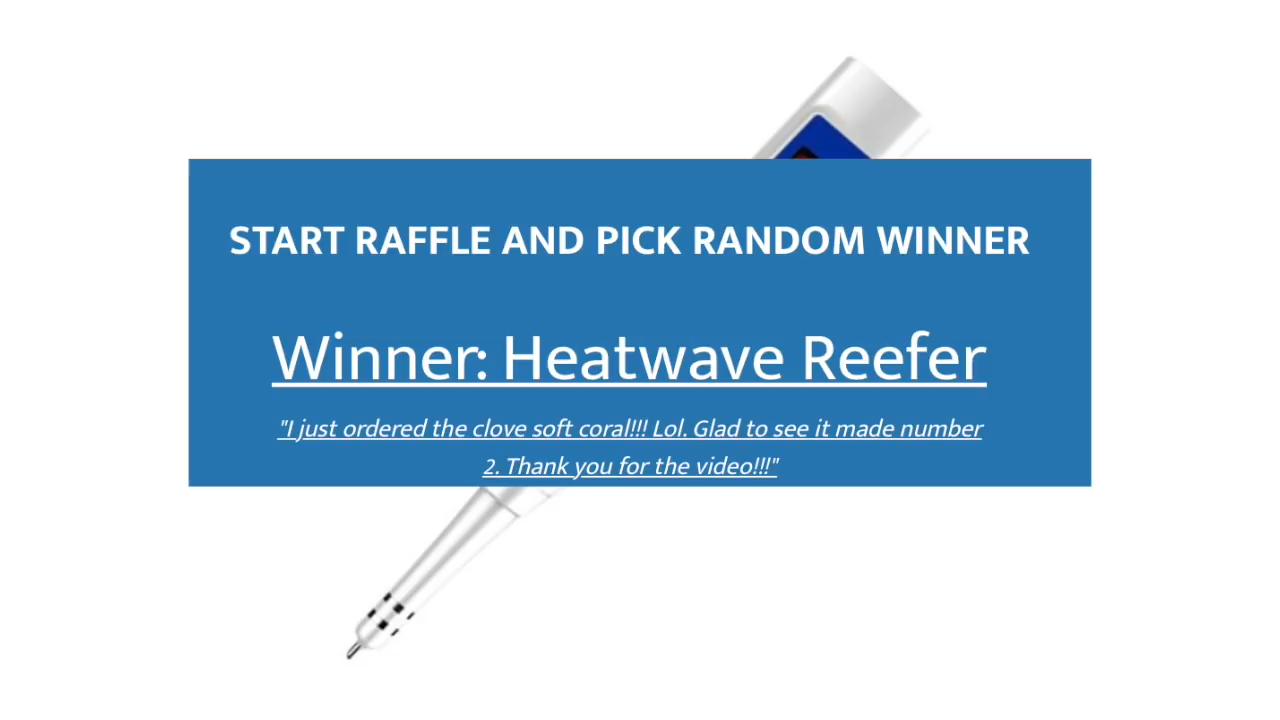 START RAFFLE AND PICK RANDOM WINNER
Winner: Heatwave Reefer
"I just ordered the clove soft coral!!! Lol. Glad to see it made number
2. Thank you for the video!!!"